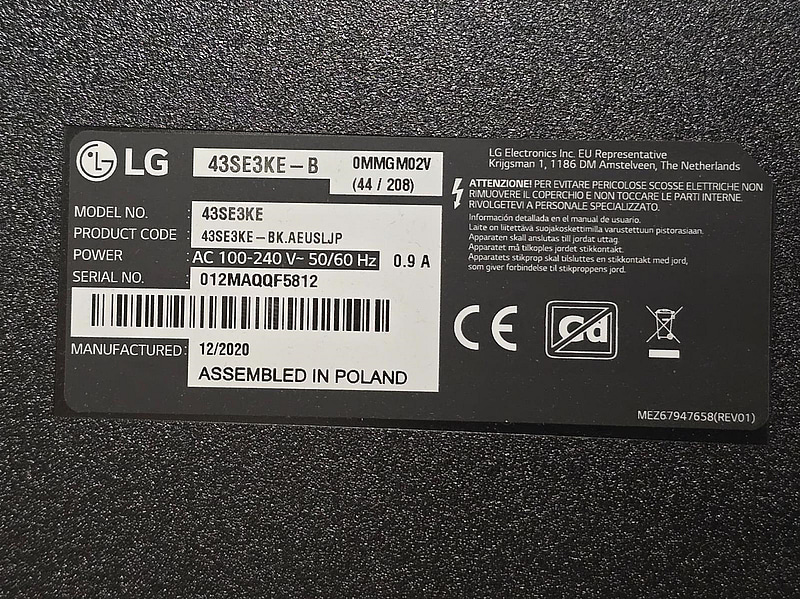 LG
43SE3KE-B
0MMGM02V
(44 / 208)
MODEL NO. : 43SE3KE
PRODUCT CODE : 43SE3KE-BK.AEUSLJP
POWER : AC 100-240 V~ 50/60 Hz 0.9 A
SERIAL NO. : 012MAQQF5812
MANUFACTURED : 12/2020
ASSEMBLED IN POLAND
LG Electronics Inc. EU Representative
Krijgsman 1, 1186 DM Amstelveen, The Netherlands
ATTENZIONE! PER EVITARE PERICOLOSE SCOSSE ELETTRICHE NON
RIMUOVERE IL COPERCHIO E NON TOCCARE LE PARTI INTERNE.
RIVOLGETEVI A PERSONALE SPECIALIZZATO.
Información detallada en el manual de usuario.
Laite on liitettävä suojakoskettimilla varustettuun pistorasiaan.
Apparaten skall anslutas till jordat uttag.
Apparatet må tilkoples jordet stikkontakt.
Apparatets stikprop skal tilsluttes en stikkontakt med jord,
som giver forbindelse til stikproppens jord.
CE
Cd
MEZ67947658(REV01)